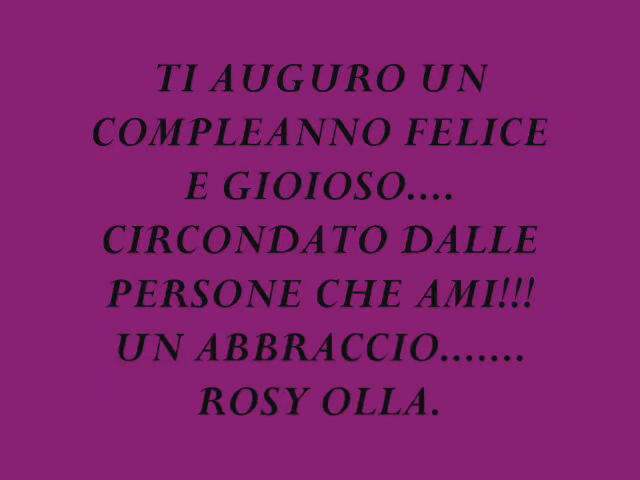 TI AUGURO UN
COMPLEANNO FELICE
E GIOIOSO....
CIRCONDATO DALLE
PERSONE CHE AMI!!!
UN ABBRACCIO.......
ROSY OLLA.